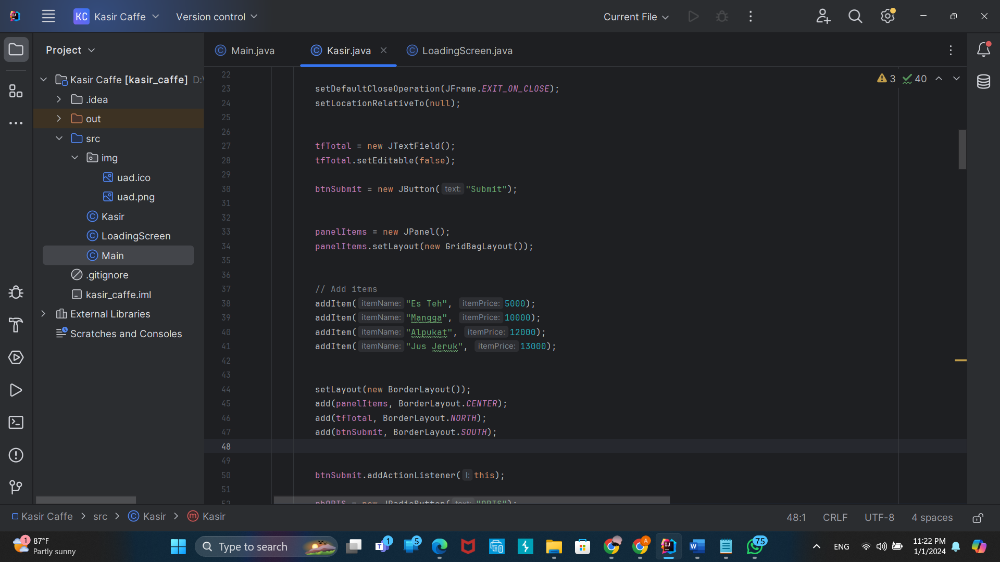 KC Kasir Caffe
Version control
Current File
Project
Main.java
Kasir.java
LoadingScreen.java
Kasir Caffe [kasir_caffe] D:\
.idea
out
src
img
uad.ico
uad.png
Kasir
LoadingScreen
Main
.gitignore
kasir_caffe.iml
External Libraries
Scratches and Consoles
3 40
22
23 setDefaultCloseOperation(JFrame.EXIT_ON_CLOSE);
24 setLocationRelativeTo(null);
25
26
27 tfTotal = new JTextField();
28 tfTotal.setEditable(false);
29
30 btnSubmit = new JButton( text: "Submit");
31
32
33 panelItems = new JPanel();
34 panelItems.setLayout(new GridBagLayout());
35
36
37 // Add items
38 addItem( itemName: "Es Teh", itemPrice: 5000);
39 addItem( itemName: "Mangga", itemPrice: 10000);
40 addItem( itemName: "Alpukat", itemPrice: 12000);
41 addItem( itemName: "Jus Jeruk", itemPrice: 13000);
42
43
44 setLayout(new BorderLayout());
45 add(panelItems, BorderLayout.CENTER);
46 add(tfTotal, BorderLayout.NORTH);
47 add(btnSubmit, BorderLayout.SOUTH);
48
49
50 btnSubmit.addActionListener( l: this);
51
52 rbQRIS = new JRadioButton( text: "QRIS");
Kasir Caffe > src > Kasir > Kasir
48:1 CRLF UTF-8 4 spaces
1
87°F
Partly sunny
Type to search
1
5
A
75
ENG
11:22 PM
1/1/2024